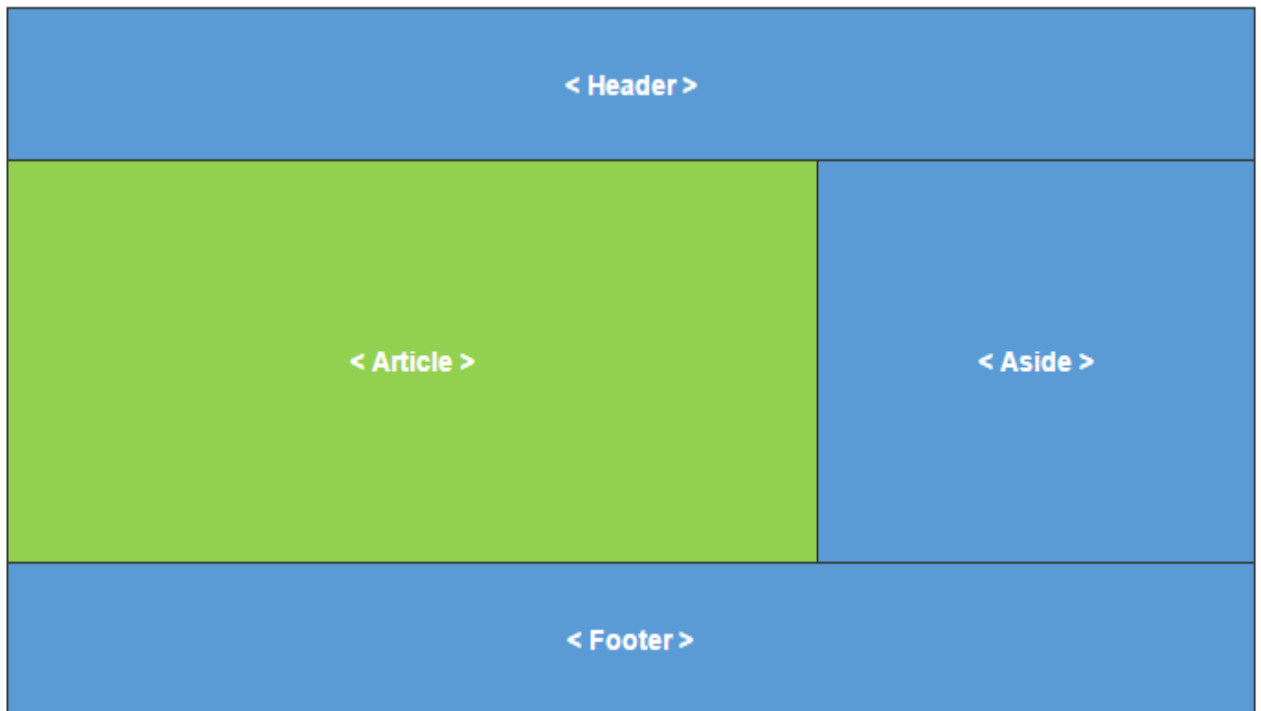 < Header >
< Article >
< Aside >
< Footer >